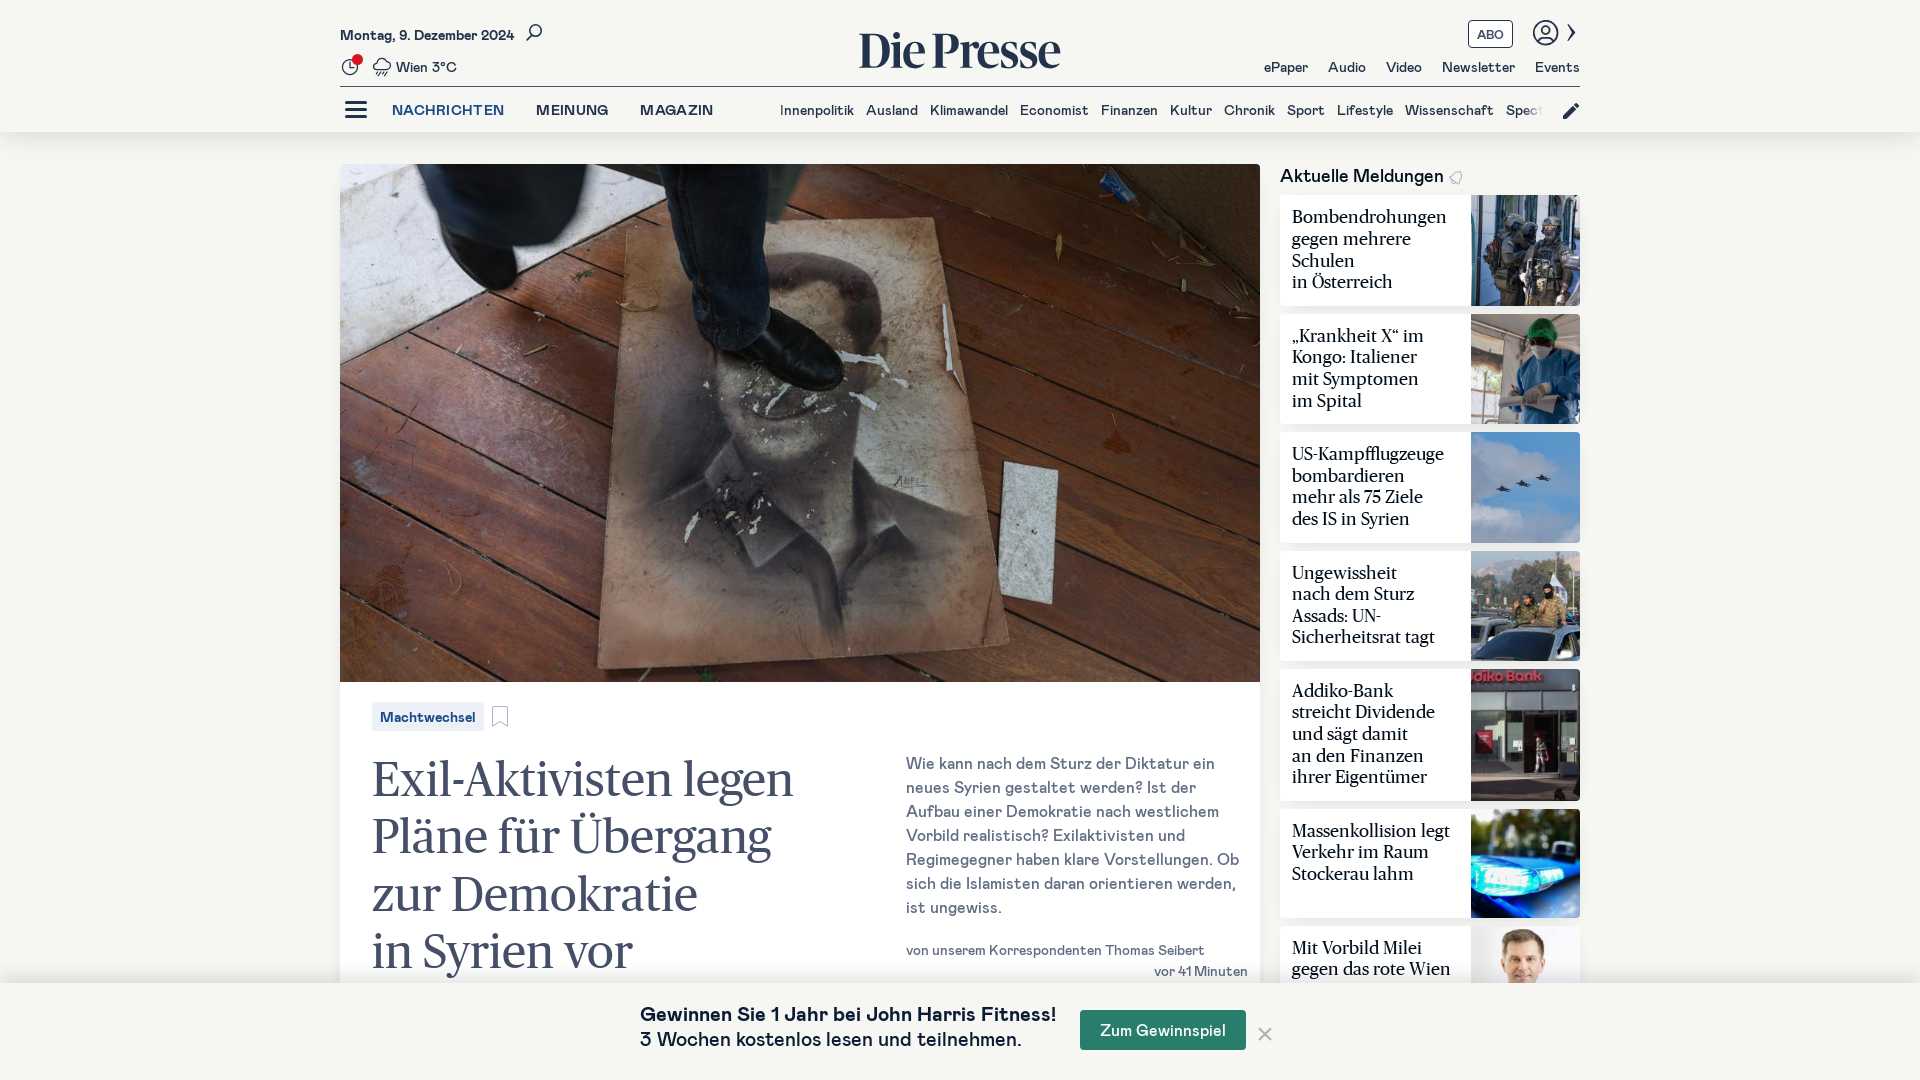 Montag, 9. Dezember 2024
Wien 3°C
Die Presse
ABO
ePaper Audio Video Newsletter Events
NACHRICHTEN MEINUNG MAGAZIN
Innenpolitik Ausland Klimawandel Economist Finanzen Kultur Chronik Sport Lifestyle Wissenschaft Spect
Machtwechsel
Exil-Aktivisten legen
Pläne für Übergang
zur Demokratie
in Syrien vor
Wie kann nach dem Sturz der Diktatur ein
neues Syrien gestaltet werden? Ist der
Aufbau einer Demokratie nach westlichem
Vorbild realistisch? Exilaktivisten und
Regimegegner haben klare Vorstellungen. Ob
sich die Islamisten daran orientieren werden,
ist ungewiss.
von unserem Korrespondenten Thomas Seibert
vor 41 Minuten
Aktuelle Meldungen
Bombendrohungen
gegen mehrere
Schulen
in Österreich
„Krankheit X“ im
Kongo: Italiener
mit Symptomen
im Spital
US-Kampfflugzeuge
bombardieren
mehr als 75 Ziele
des IS in Syrien
Ungewissheit
nach dem Sturz
Assads: UN-
Sicherheitsrat tagt
Addiko-Bank
streicht Dividende
und sägt damit
an den Finanzen
ihrer Eigentümer
diko Bank
Massenkollision legt
Verkehr im Raum
Stockerau lahm
Mit Vorbild Milei
gegen das rote Wien
Gewinnen Sie 1 Jahr bei John Harris Fitness!
3 Wochen kostenlos lesen und teilnehmen.
Zum Gewinnspiel